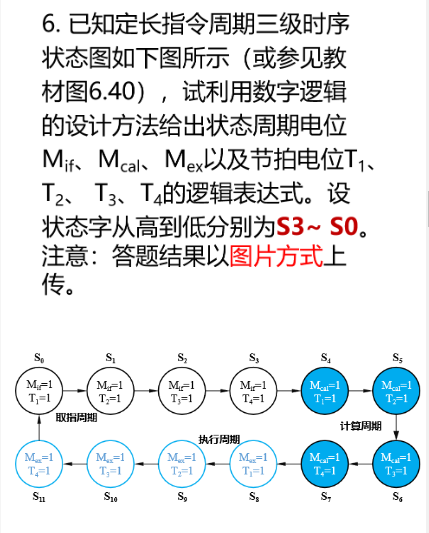 6. 已知定长指令周期三级时序
状态图如下图所示（或参见教
材图6.40），试利用数字逻辑
的设计方法给出状态周期电位
Mif、Mcal、Mex以及节拍电位T1、
T2、 T3、T4的逻辑表达式。设
状态字从高到低分别为S3~ S0。
注意：答题结果以图片方式上
传。
S0 S1 S2 S3 S4 S5
Mif=1 Mif=1 Mif=1 Mif=1 Mcal=1 Mcal=1
T1=1 T2=1 T3=1 T4=1 T1=1 T2=1
取指周期
计算周期
执行周期
Mex=1 Mex=1 Mex=1 Mex=1 Mcal=1 Mcal=1
T4=1 T3=1 T2=1 T1=1 T4=1 T3=1
S11 S10 S9 S8 S7 S6